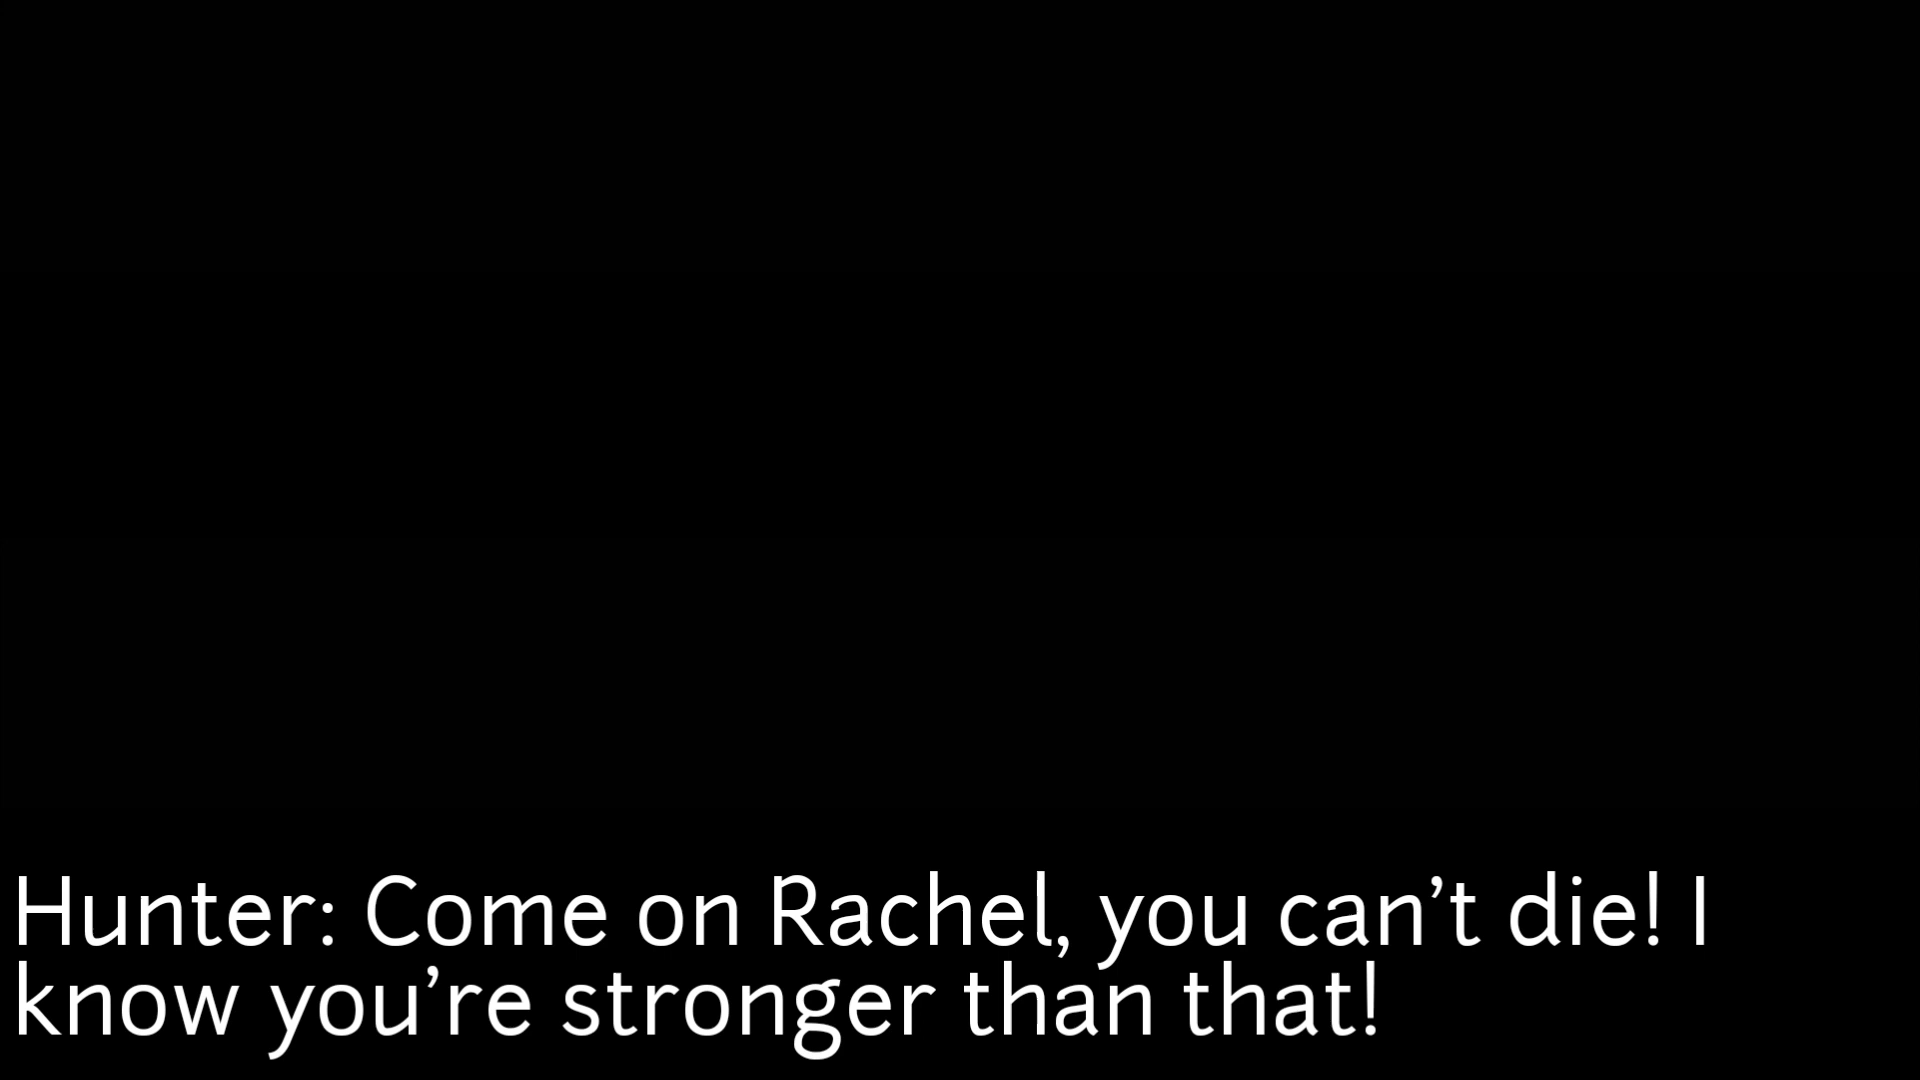 Hunter: Come on Rachel, you can’t die! I
know you’re stronger than that!